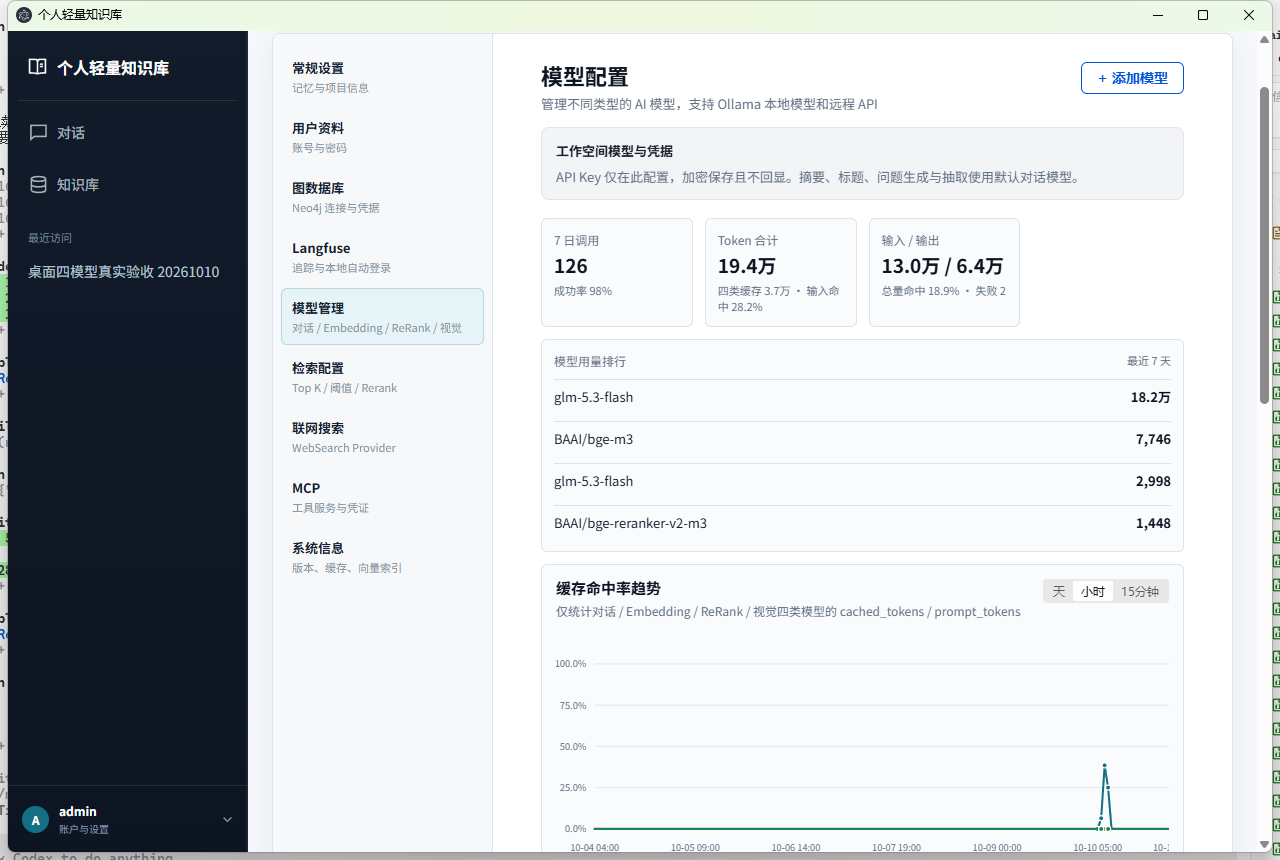 个人轻量知识库
个人轻量知识库
对话
知识库
最近访问
桌面四模型真实验收 20261010
admin
账户与设置
A
常规设置
记忆与项目信息
用户资料
账号与密码
图数据库
Neo4j 连接与凭据
Langfuse
追踪与本地自动登录
模型管理
对话 / Embedding / ReRank / 视觉
检索配置
Top K / 阈值 / Rerank
联网搜索
WebSearch Provider
MCP
工具服务与凭证
系统信息
版本、缓存、向量索引
模型配置
+ 添加模型
管理不同类型的 AI 模型，支持 Ollama 本地模型和远程 API
工作空间模型与凭据
API Key 仅在此配置，加密保存且不回显。摘要、标题、问题生成与抽取使用默认对话模型。
7 日调用
126
成功率 98%
Token 合计
19.4万
四类缓存 3.7万 · 输入命
中 28.2%
输入 / 输出
13.0万 / 6.4万
总量命中 18.9% · 失败 2
模型用量排行 最近 7 天
glm-5.3-flash 18.2万
BAAI/bge-m3 7,746
glm-5.3-flash 2,998
BAAI/bge-reranker-v2-m3 1,448
缓存命中率趋势
天 小时 15分钟
仅统计对话 / Embedding / ReRank / 视觉四类模型的 cached_tokens / prompt_tokens
100.0%
75.0%
50.0%
25.0%
0.0%
10-04 04:00 10-05 09:00 10-06 14:00 10-07 19:00 10-09 00:00 10-10 05:00 10-1
Codex to do anything